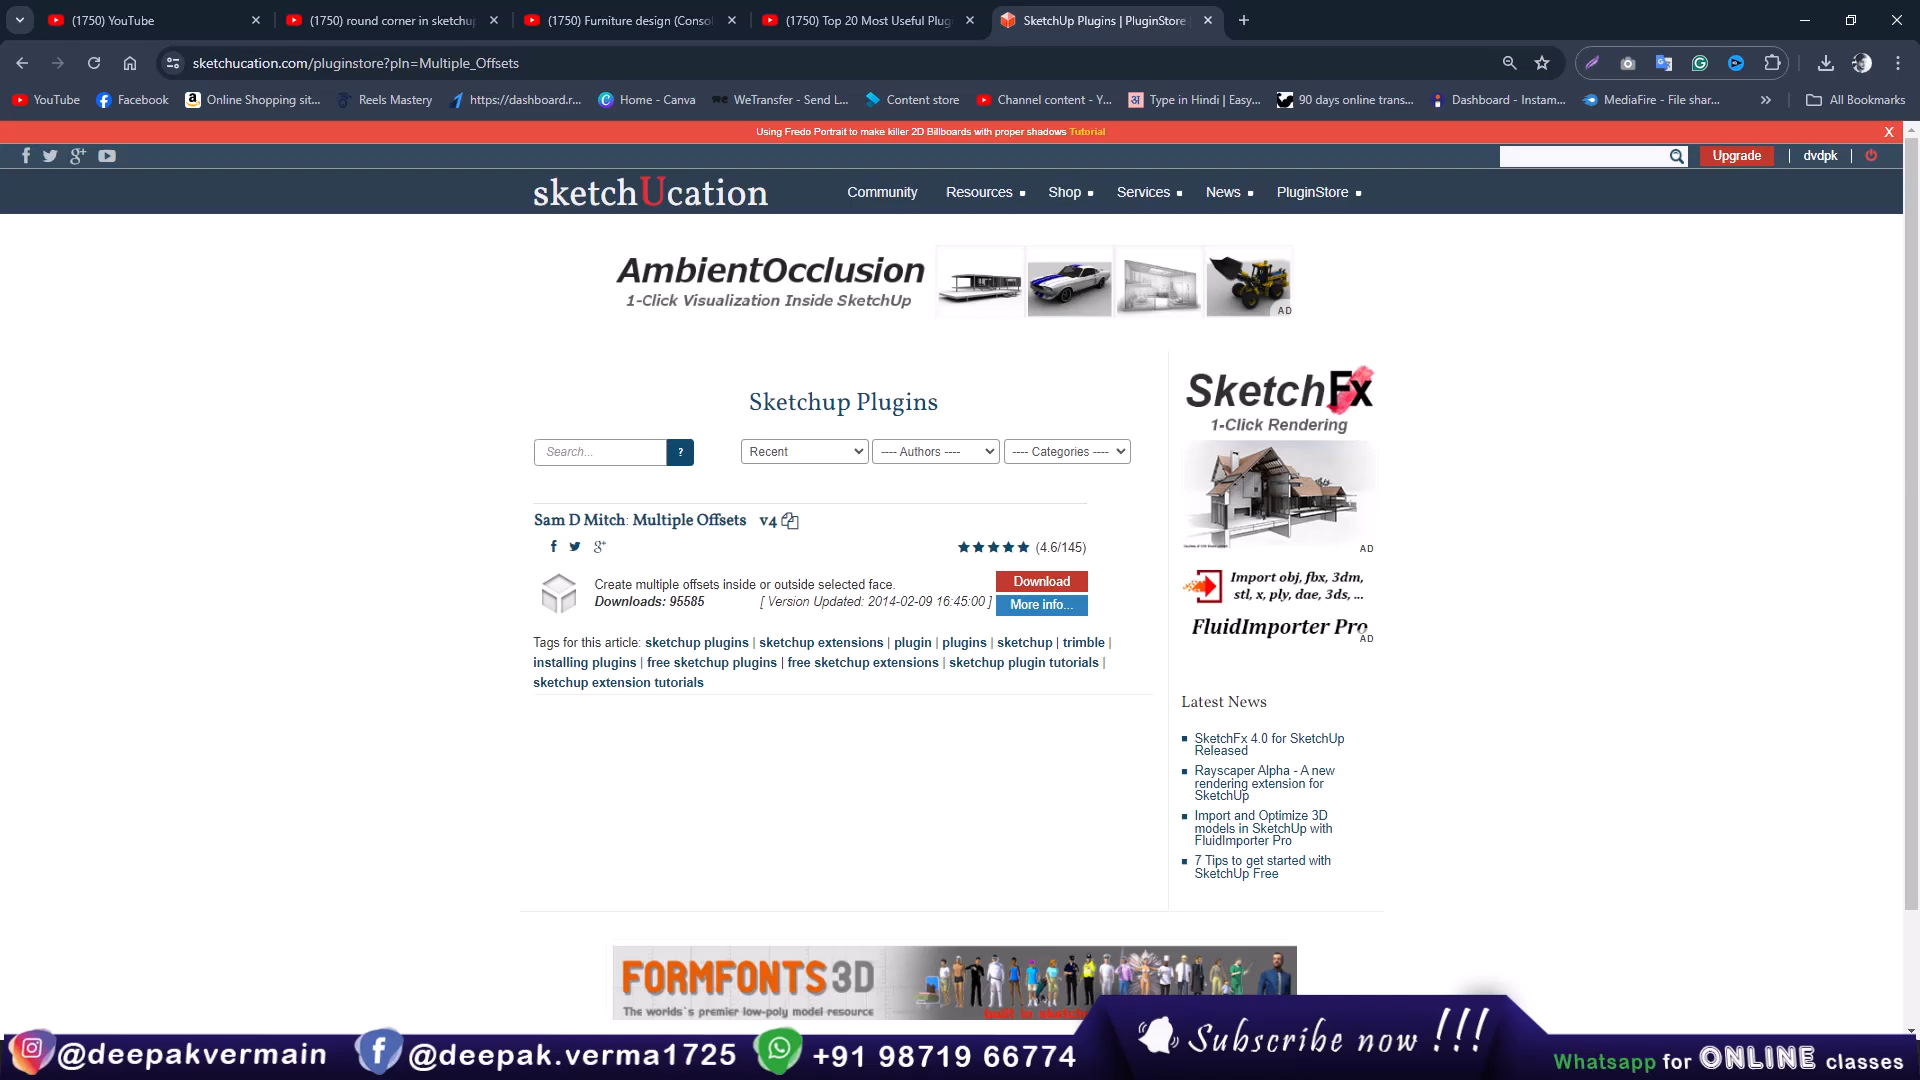 (1750) YouTube
(1750) round corner in sketchup
(1750) Furniture design (Consol
(1750) Top 20 Most Useful Plugi
SketchUp Plugins | PluginStore |
sketchucation.com/pluginstore?pln=Multiple_Offsets
YouTube
Facebook
Online Shopping sit...
Reels Mastery
https://dashboard.r...
Home - Canva
WeTransfer - Send L...
Content store
Channel content - Y...
Type in Hindi | Easy...
90 days online trans...
Dashboard - Instam...
MediaFire - File shar...
All Bookmarks
Using Fredo Portrait to make killer 2D Billboards with proper shadows Tutorial
X
Upgrade
dvdpk
sketchUcation
Community
Resources
Shop
Services
News
PluginStore
AmbientOcclusion
1-Click Visualization Inside SketchUp
AD
Sketchup Plugins
Search...
?
Recent
---- Authors ----
---- Categories ----
Sam D Mitch: Multiple Offsets v4
(4.6/145)
Create multiple offsets inside or outside selected face.
Download
Downloads: 95585
[ Version Updated: 2014-02-09 16:45:00 ]
More info...
Tags for this article: sketchup plugins | sketchup extensions | plugin | plugins | sketchup | trimble |
installing plugins | free sketchup plugins | free sketchup extensions | sketchup plugin tutorials |
sketchup extension tutorials
SketchFx
1-Click Rendering
AD
Import obj, fbx, 3dm,
stl, x, ply, dae, 3ds, ...
FluidImporter Pro
AD
Latest News
SketchFx 4.0 for SketchUp
Released
Rayscaper Alpha - A new
rendering extension for
SketchUp
Import and Optimize 3D
models in SketchUp with
FluidImporter Pro
7 Tips to get started with
SketchUp Free
FORMFONTS3D
The worlds`s premier low-poly model resource
built in sketch
@deepakvermain
@deepak.verma1725
+91 98719 66774
Subscribe now !!!
Whatsapp for ONLINE classes